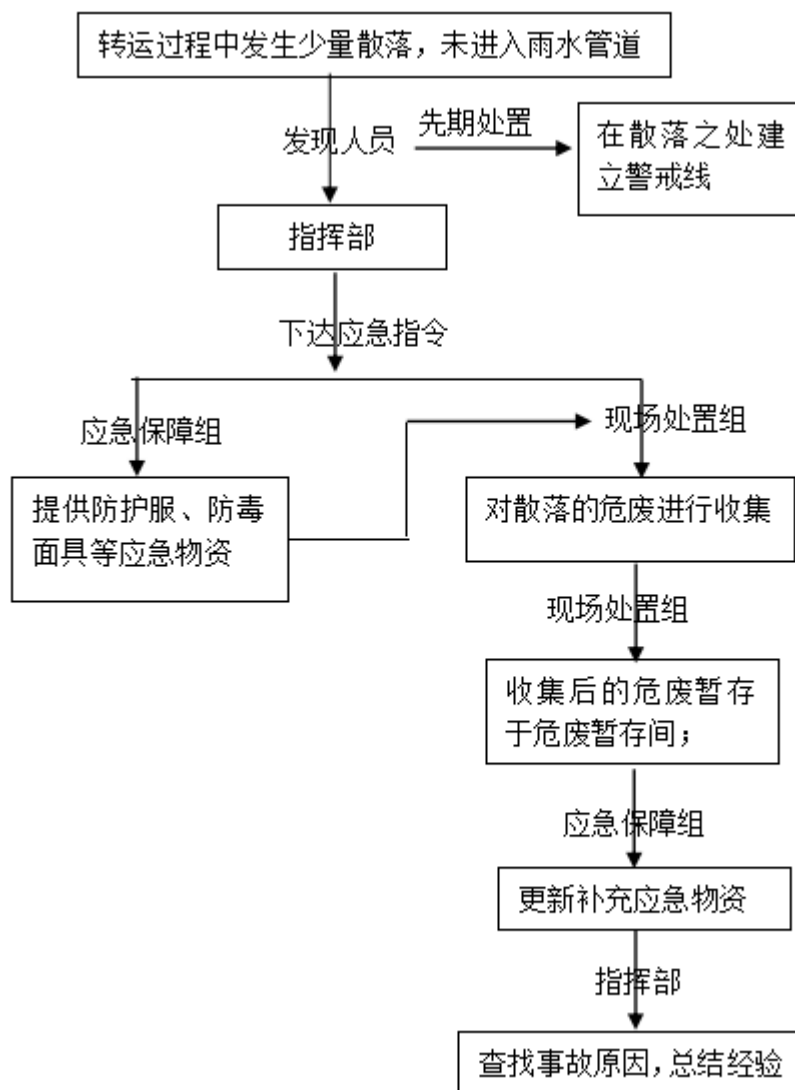 转运过程中发生少量散落，未进入雨水管道
发现人员
先期处置
在散落之处建
立警戒线
指挥部
下达应急指令
应急保障组
现场处置组
提供防护服、防毒
面具等应急物资
对散落的危废进行收集
现场处置组
收集后的危废暂存
于危废暂存间；
应急保障组
更新补充应急物资
指挥部
查找事故原因，总结经验